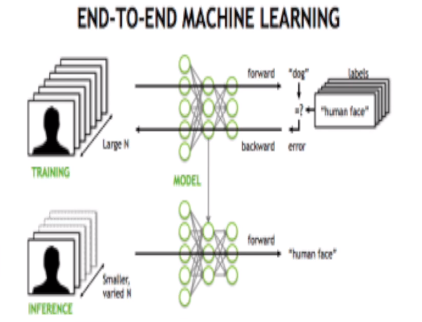 END-TO-END MACHINE LEARNING
forward
"dog"
labels
=?
"human face"
Large N
backward
error
TRAINING
MODEL
forward
"human face"
Smaller,
varied N
INFERENCE